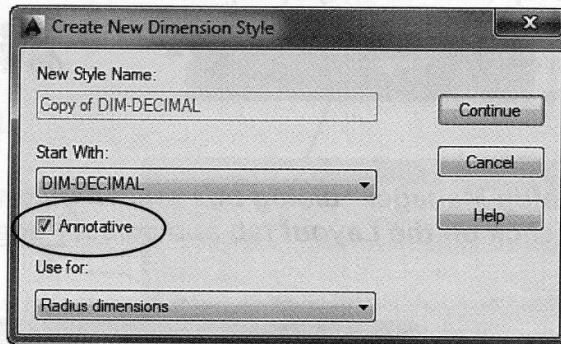 Create New Dimension Style
New Style Name:
Copy of DIM-DECIMAL
Continue
Start With:
DIM-DECIMAL
Cancel
Annotative
Help
Use for:
Radius dimensions